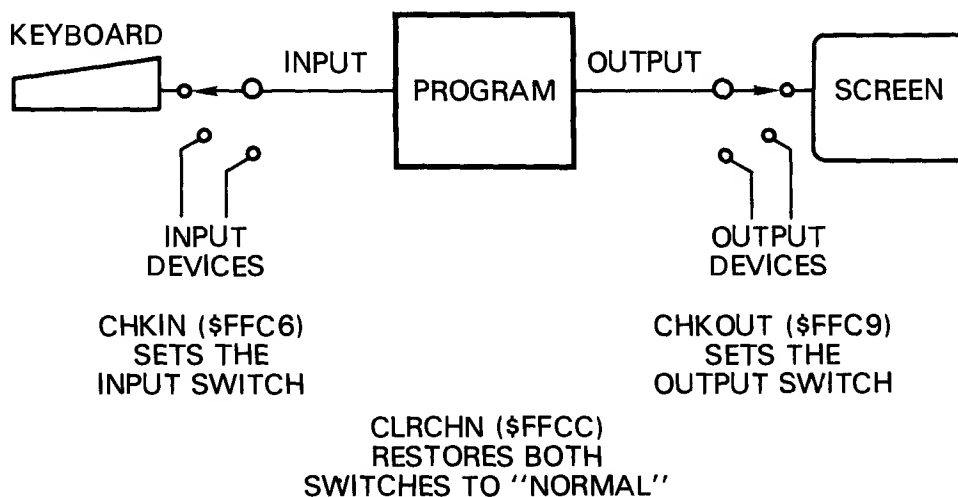 KEYBOARD
INPUT
PROGRAM
OUTPUT
SCREEN
INPUT
DEVICES
OUTPUT
DEVICES
CHKIN ($FFC6)
SETS THE
INPUT SWITCH
CHKOUT ($FFC9)
SETS THE
OUTPUT SWITCH
CLRCHN ($FFCC)
RESTORES BOTH
SWITCHES TO "NORMAL"